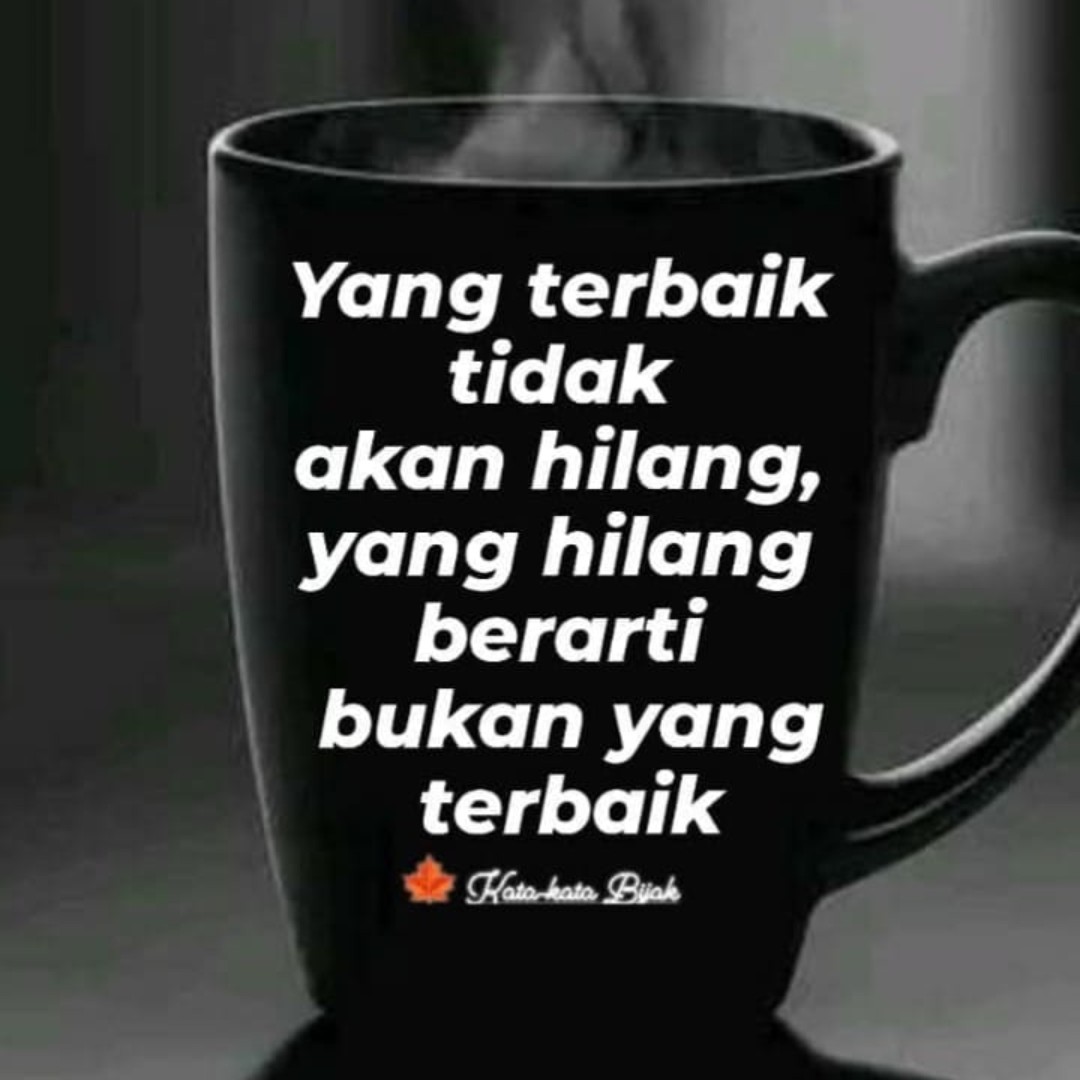 Yang terbaik
tidak
akan hilang,
yang hilang
berarti
bukan yang
terbaik
Kata-kata Bijak